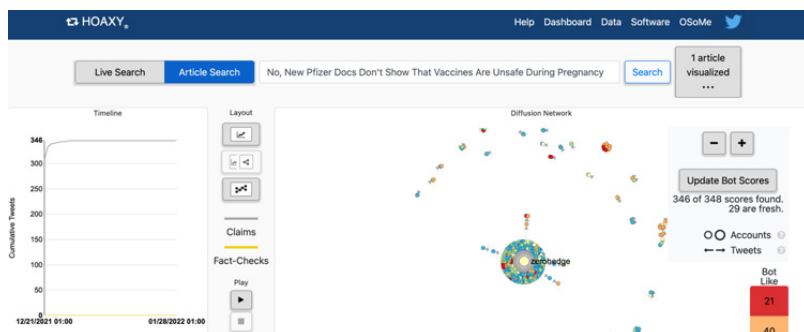 HOAXY®
Help Dashboard Data Software OSoMe
Live Search Article Search No, New Pfizer Docs Don't Show That Vaccines Are Unsafe During Pregnancy Search
1 article
visualized
...
Timeline
Layout
Diffusion Network
346
300
250
200
150
100
50
0
Cumulative Tweets
12/21/2021 01:00 01/28/2022 01:00
Claims
Fact-Checks
Play
zerohedge
- +
Update Bot Scores
346 of 348 scores found.
29 are fresh.
Accounts
Tweets
Bot
Like
21
40